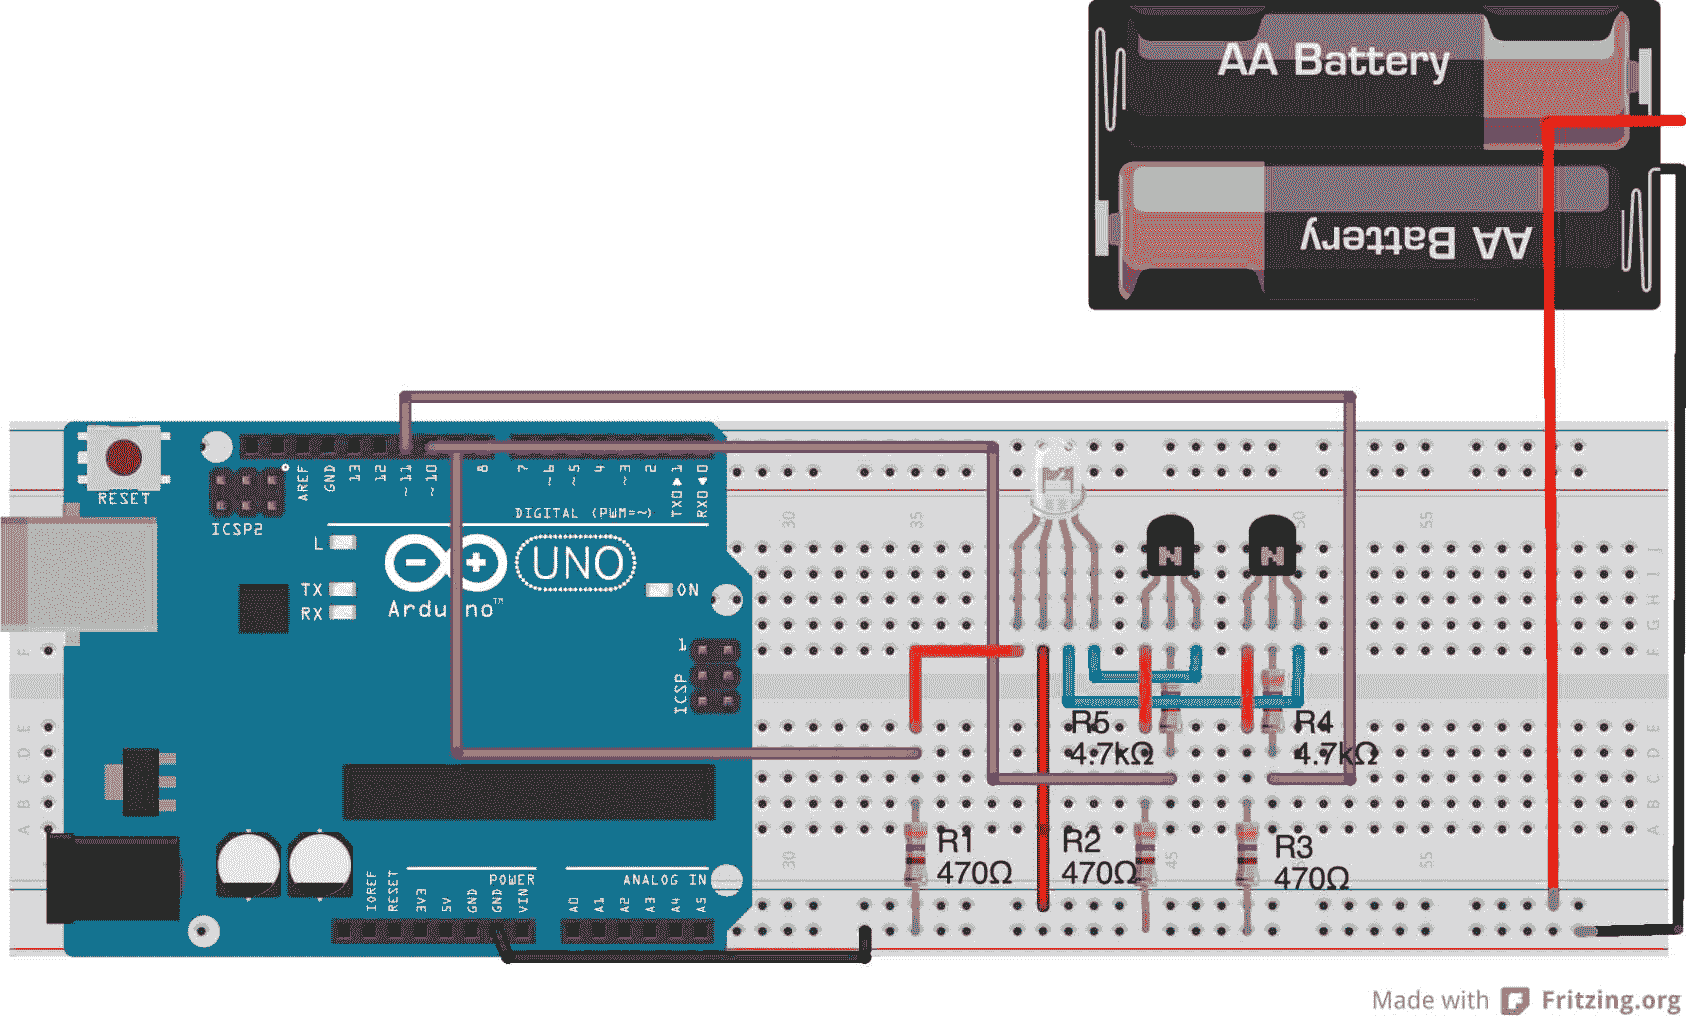 AA Battery
AA Battery
RESET
ICSP2
AREF
GND
13
12
~11
~10
8
7
~6
~5
4
~3
2
TX0▶1
RX0◀0
DIGITAL (PWM=~)
L
TX
RX
UNO
ON
Arduino™
1
ICSP
N
N
30
35
50
55
J
I
H
G
F
F
E
D
C
B
A
E
D
C
B
A
R5
4.7kΩ
R4
4.7kΩ
R1
470Ω
R2
470Ω
R3
470Ω
30
45
55
POWER
ANALOG IN
IOREF
RESET
3V3
5V
GND
GND
VIN
A0
A1
A2
A3
A4
A5
Made with Fritzing.org